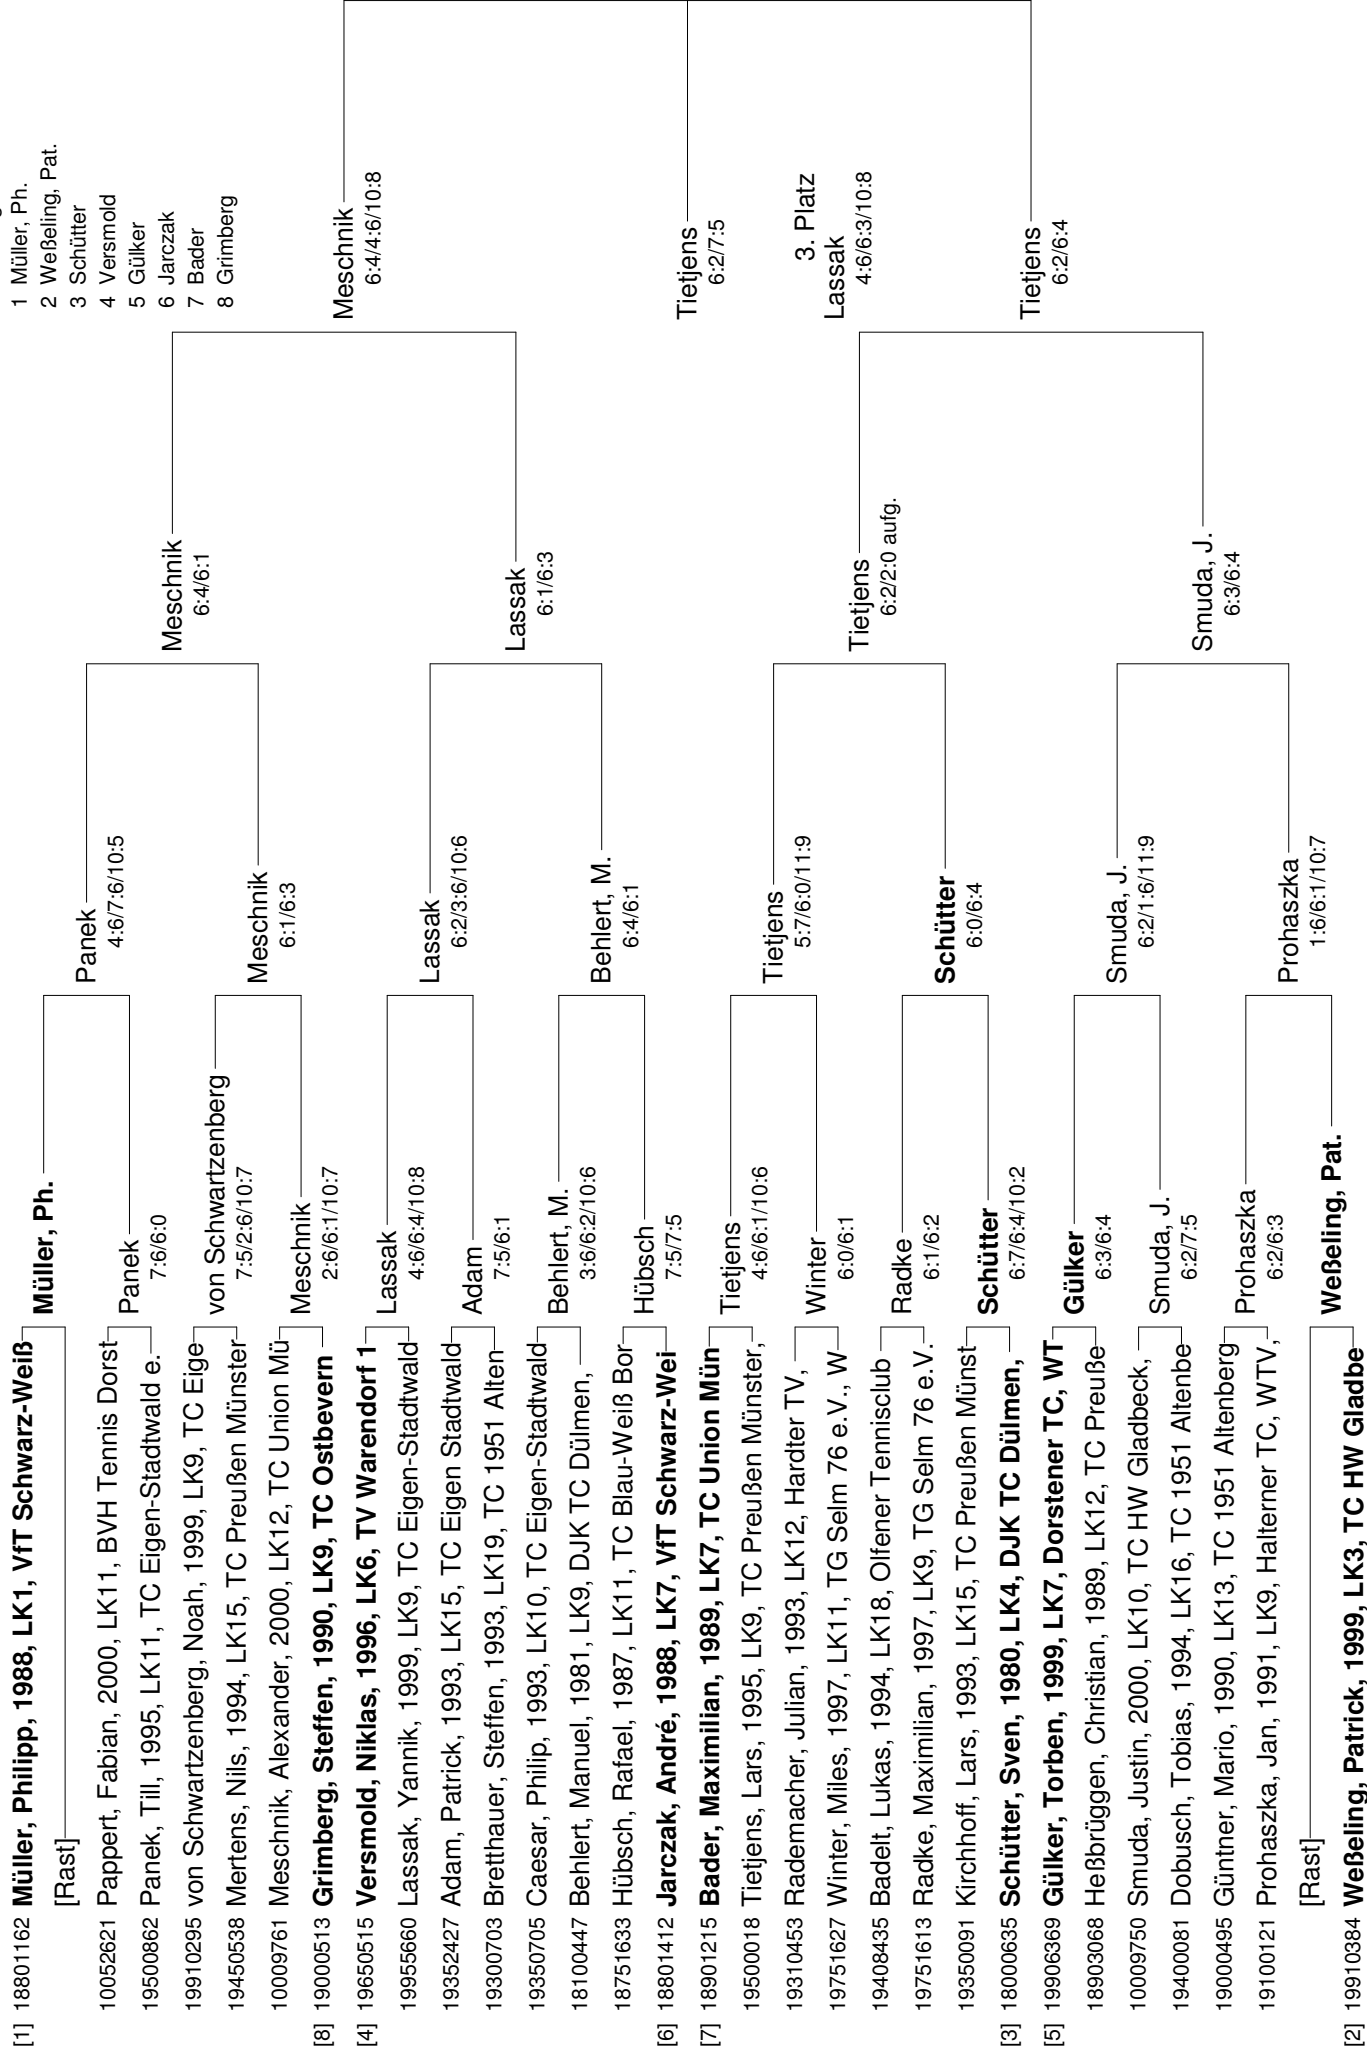 [1] 18801162 Müller, Philipp, 1988, LK1, VfT Schwarz-Weiß
[Rast]
10052621 Pappert, Fabian, 2000, LK11, BVH Tennis Dorst
19500862 Panek, Till, 1995, LK11, TC Eigen-Stadtwald e.
19910295 von Schwartzenberg, Noah, 1999, LK9, TC Eige
19450538 Mertens, Nils, 1994, LK15, TC Preußen Münster
10009761 Meschnik, Alexander, 2000, LK12, TC Union Mü
[8] 19000513 Grimberg, Steffen, 1990, LK9, TC Ostbevern
[4] 19650515 Versmold, Niklas, 1996, LK6, TV Warendorf 1
19955660 Lassak, Yannik, 1999, LK9, TC Eigen-Stadtwald
19352427 Adam, Patrick, 1993, LK15, TC Eigen Stadtwald
19300703 Bretthauer, Steffen, 1993, LK19, TC 1951 Alten
19350705 Caesar, Philip, 1993, LK10, TC Eigen-Stadtwald
18100447 Behlert, Manuel, 1981, LK9, DJK TC Dülmen,
18751633 Hübsch, Rafael, 1987, LK11, TC Blau-Weiß Bor
[6] 18801412 Jarczak, André, 1988, LK7, VfT Schwarz-Wei
[7] 18901215 Bader, Maximilian, 1989, LK7, TC Union Mün
19500018 Tietjens, Lars, 1995, LK9, TC Preußen Münster,
19310453 Rademacher, Julian, 1993, LK12, Hardter TV,
19751627 Winter, Miles, 1997, LK11, TG Selm 76 e.V., W
19408435 Badelt, Lukas, 1994, LK18, Olfener Tennisclub
19751613 Radke, Maximilian, 1997, LK9, TG Selm 76 e.V.
19350091 Kirchhoff, Lars, 1993, LK15, TC Preußen Münst
[3] 18000635 Schütter, Sven, 1980, LK4, DJK TC Dülmen,
[5] 19906369 Gülker, Torben, 1999, LK7, Dorstener TC, WT
18903068 Heßbrüggen, Christian, 1989, LK12, TC Preuße
10009750 Smuda, Justin, 2000, LK10, TC HW Gladbeck,
19400081 Dobusch, Tobias, 1994, LK16, TC 1951 Altenbe
19000495 Güntner, Mario, 1990, LK13, TC 1951 Altenberg
19100121 Prohaszka, Jan, 1991, LK9, Halterner TC, WTV,
[Rast]
[2] 19910384 Weßeling, Patrick, 1999, LK3, TC HW Gladbe
Müller, Ph.
Panek
7:6/6:0
von Schwartzenberg
7:5/2:6/10:7
Meschnik
2:6/6:1/10:7
Lassak
4:6/6:4/10:8
Adam
7:5/6:1
Behlert, M.
3:6/6:2/10:6
Hübsch
7:5/7:5
Tietjens
4:6/6:1/10:6
Winter
6:0/6:1
Radke
6:1/6:2
Schütter
6:7/6:4/10:2
Gülker
6:3/6:4
Smuda, J.
6:2/7:5
Prohaszka
6:2/6:3
Weßeling, Pat.
Panek
4:6/7:6/10:5
Meschnik
6:1/6:3
Lassak
6:2/3:6/10:6
Behlert, M.
6:4/6:1
Tietjens
5:7/6:0/11:9
Schütter
6:0/6:4
Smuda, J.
6:2/1:6/11:9
Prohaszka
1:6/6:1/10:7
Meschnik
6:4/6:1
Lassak
6:1/6:3
Tietjens
6:2/2:0 aufg.
Smuda, J.
6:3/6:4
1 Müller, Ph.
2 Weßeling, Pat.
3 Schütter
4 Versmold
5 Gülker
6 Jarczak
7 Bader
8 Grimberg
Meschnik
6:4/4:6/10:8
Tietjens
6:2/7:5
3. Platz
Lassak
4:6/6:3/10:8
Tietjens
6:2/6:4